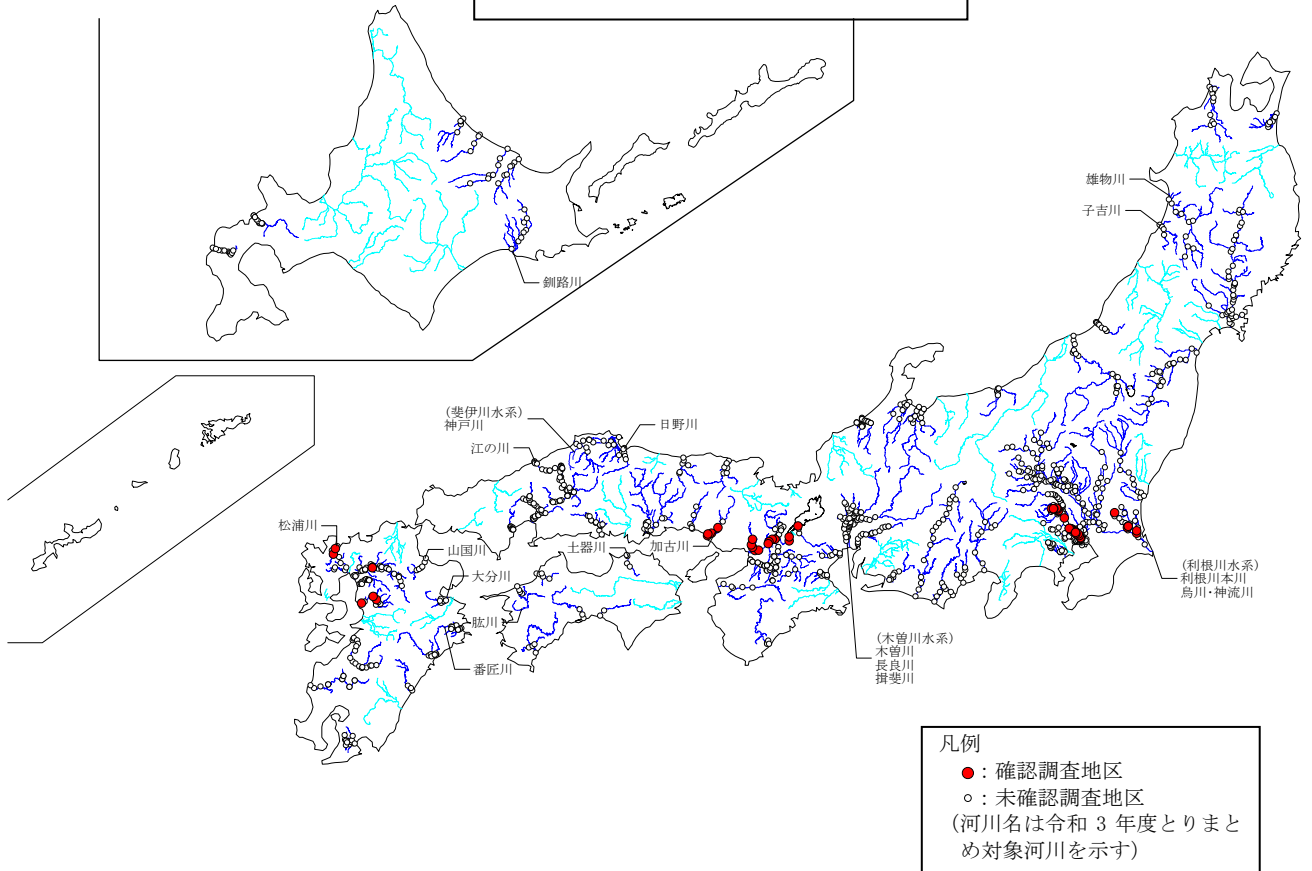 雄物川
子吉川
釧路川
(斐伊川水系)
神戸川
日野川
江の川
松浦川
山国川
土器川
加古川
大分川
肱川
番匠川
(利根川水系)
利根川本川
烏川・神流川
(木曽川水系)
木曽川
長良川
揖斐川
凡例
：確認調査地区
：未確認調査地区
(河川名は令和 3 年度とりまと
め対象河川を示す)